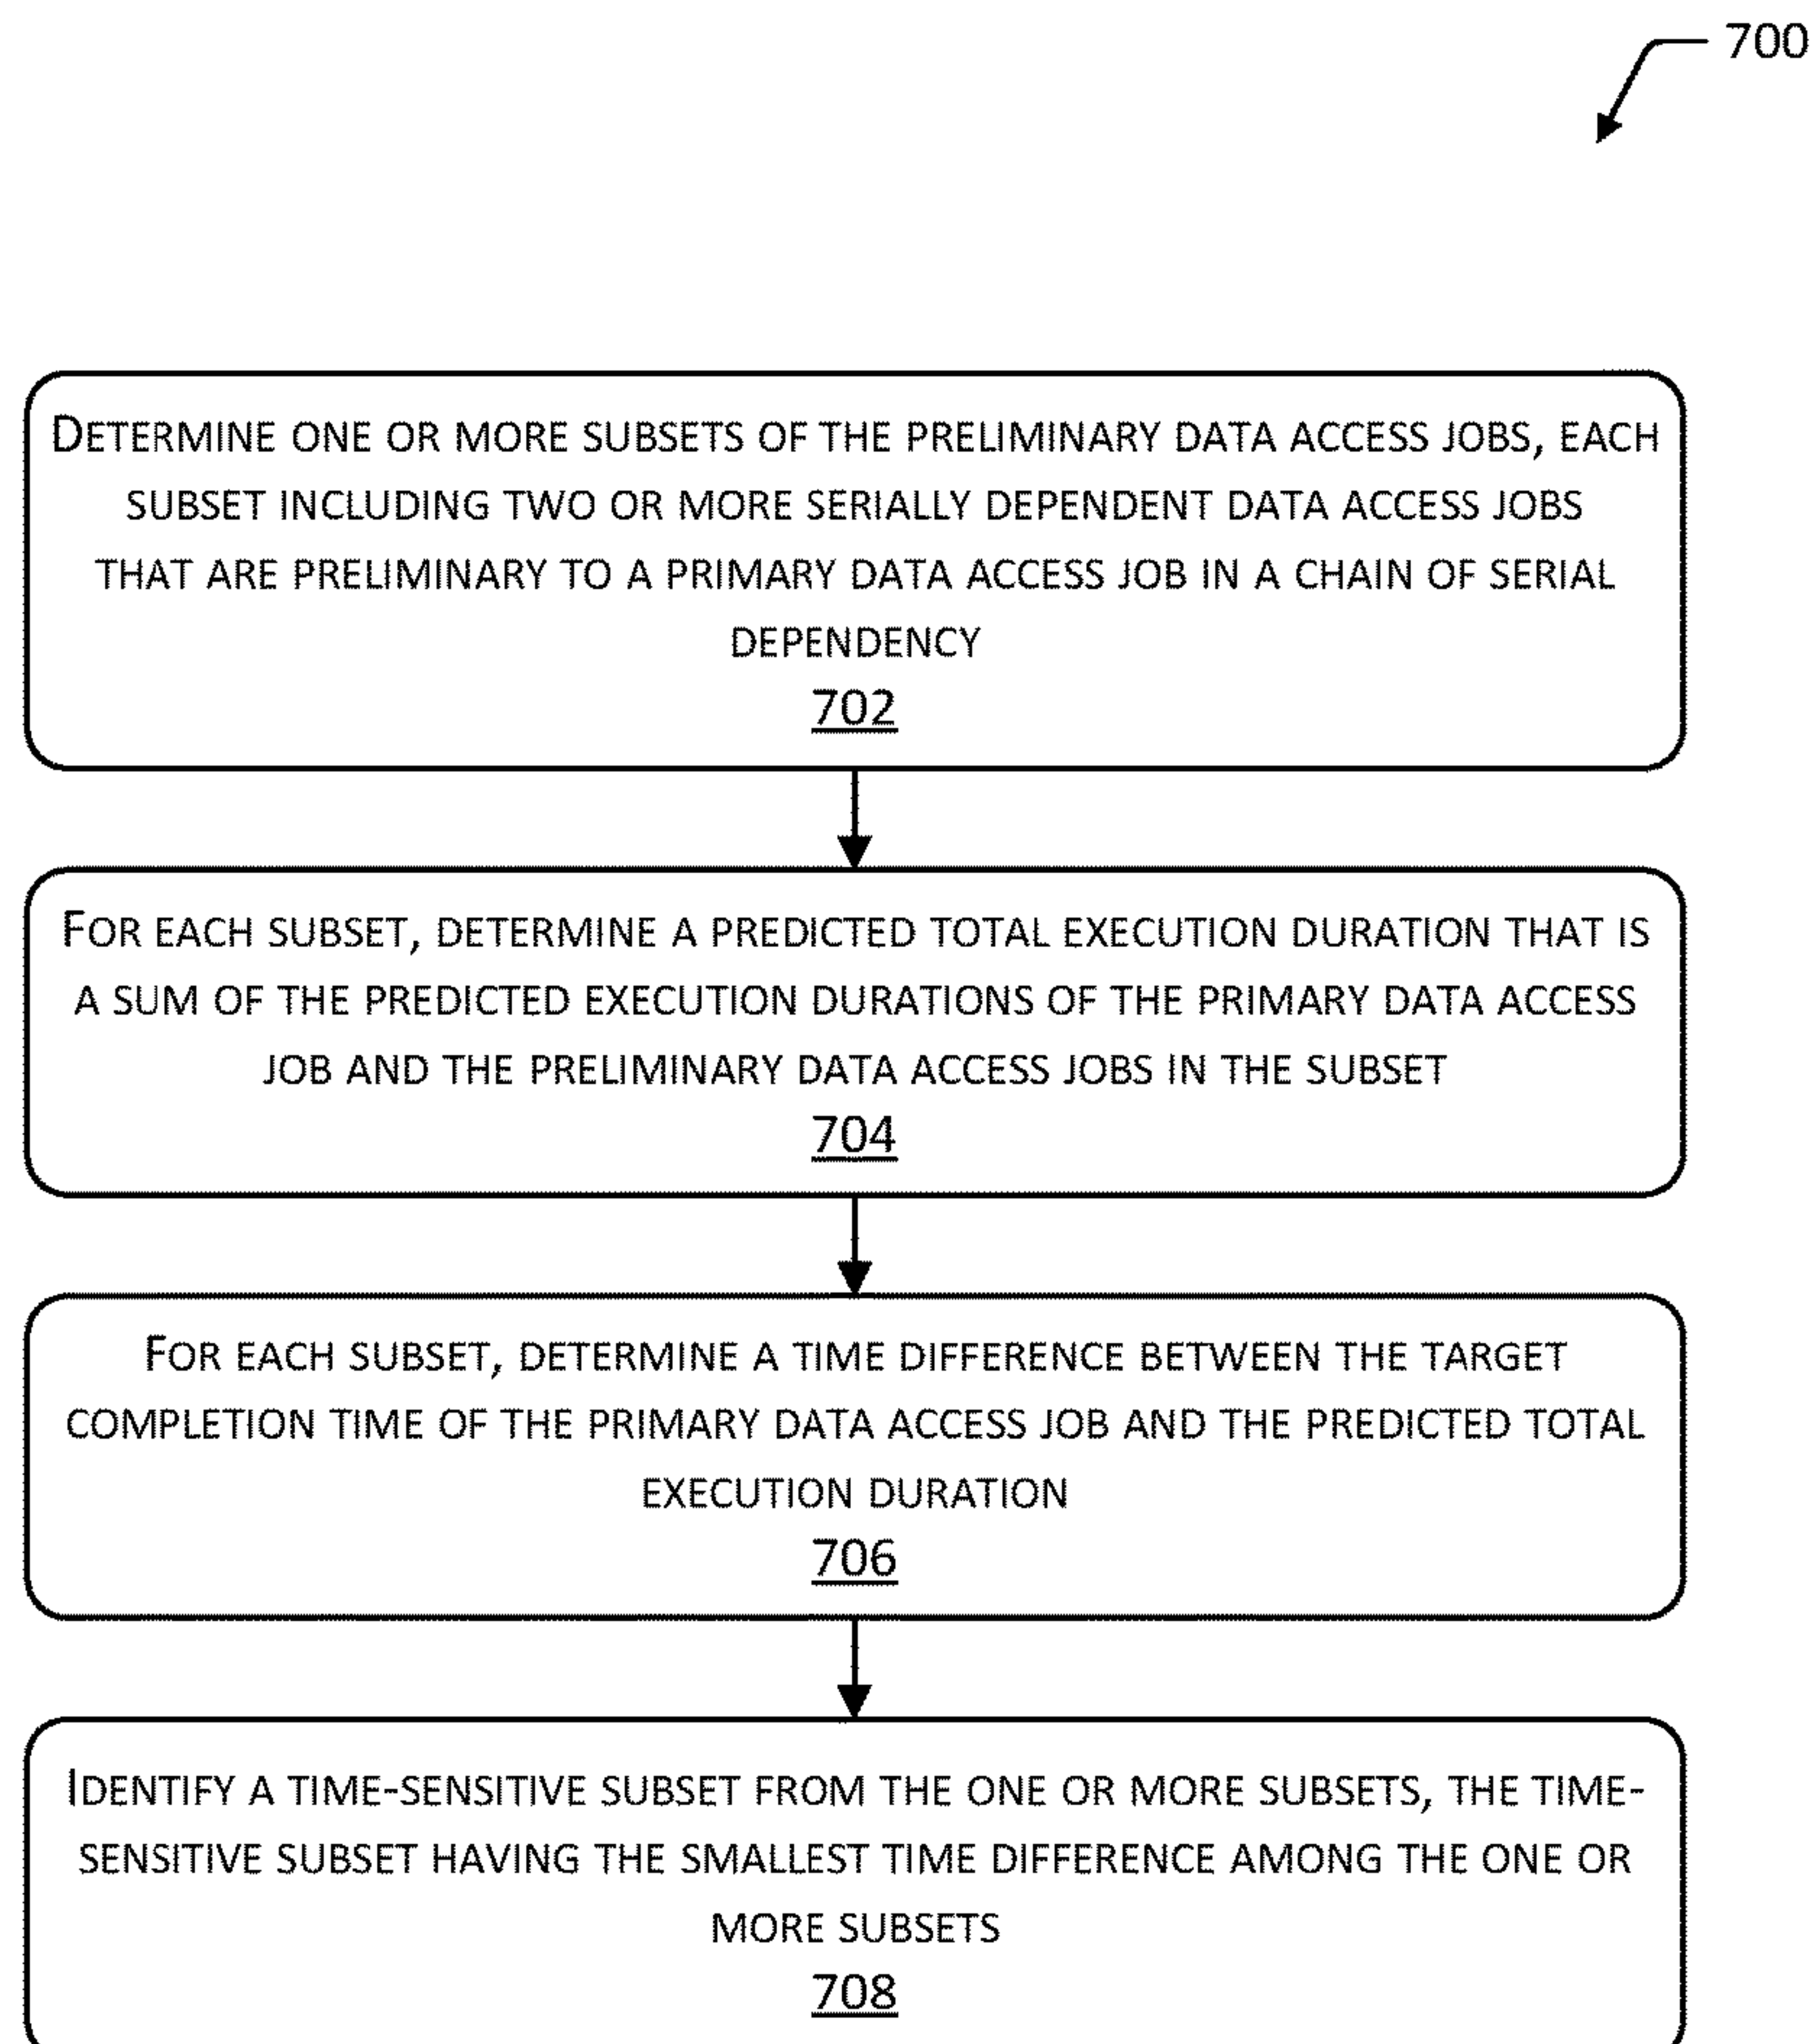 700
DETERMINE ONE OR MORE SUBSETS OF THE PRELIMINARY DATA ACCESS JOBS, EACH
SUBSET INCLUDING TWO OR MORE SERIALLY DEPENDENT DATA ACCESS JOBS
THAT ARE PRELIMINARY TO A PRIMARY DATA ACCESS JOB IN A CHAIN OF SERIAL
DEPENDENCY
702
FOR EACH SUBSET, DETERMINE A PREDICTED TOTAL EXECUTION DURATION THAT IS
A SUM OF THE PREDICTED EXECUTION DURATIONS OF THE PRIMARY DATA ACCESS
JOB AND THE PRELIMINARY DATA ACCESS JOBS IN THE SUBSET
704
FOR EACH SUBSET, DETERMINE A TIME DIFFERENCE BETWEEN THE TARGET
COMPLETION TIME OF THE PRIMARY DATA ACCESS JOB AND THE PREDICTED TOTAL
EXECUTION DURATION
706
IDENTIFY A TIME-SENSITIVE SUBSET FROM THE ONE OR MORE SUBSETS, THE TIME-
SENSITIVE SUBSET HAVING THE SMALLEST TIME DIFFERENCE AMONG THE ONE OR
MORE SUBSETS
708